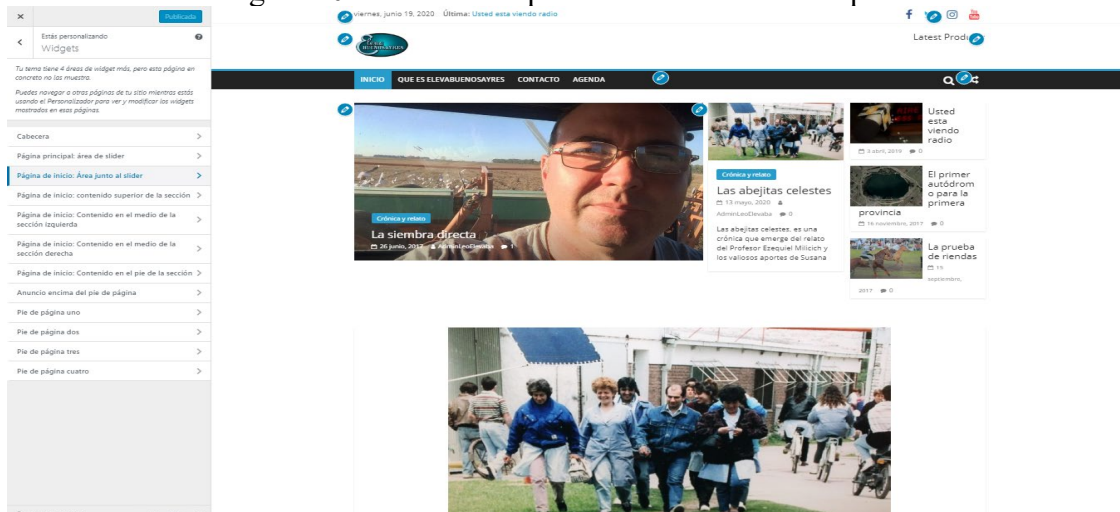 Publicada
Estás personalizando
Widgets
Tu tema tiene 4 áreas de widget más, pero esta página en
concreto no las muestra.
Puedes navegar a otras páginas de tu sitio mientras estás
usando el Personalizador para ver y modificar los widgets
mostrados en esas páginas.
Cabecera
Página principal: área de slider
Página de inicio: Área junto al slider
Página de inicio: contenido superior de la sección
Página de inicio: Contenido en el medio de la
sección izquierda
Página de inicio: Contenido en el medio de la
sección derecha
Página de inicio: Contenido en el pie de la sección
Anuncio encima del pie de página
Pie de página uno
Pie de página dos
Pie de página tres
Pie de página cuatro
viernes, junio 19, 2020 Última: Usted esta viendo radio
Latest Produ
INICIO QUE ES ELEVABUENOSAYRES CONTACTO AGENDA
Crónica y relato
La siembra directa
26 junio, 2017 AdminLeoElevaba 1
Crónica y relato
Las abejitas celestes
13 mayo, 2020
AdminLeoElevaba 0
Las abejitas celestes, es una
crónica que emerge del relato
del Profesor Ezequiel Milicich y
los valiosos aportes de Susana
Usted
esta
viendo
radio
3 abril, 2019 0
El primer
autódrom
o para la
primera
provincia
16 noviembre, 2017 0
La prueba
de riendas
15
septiembre,
2017 0